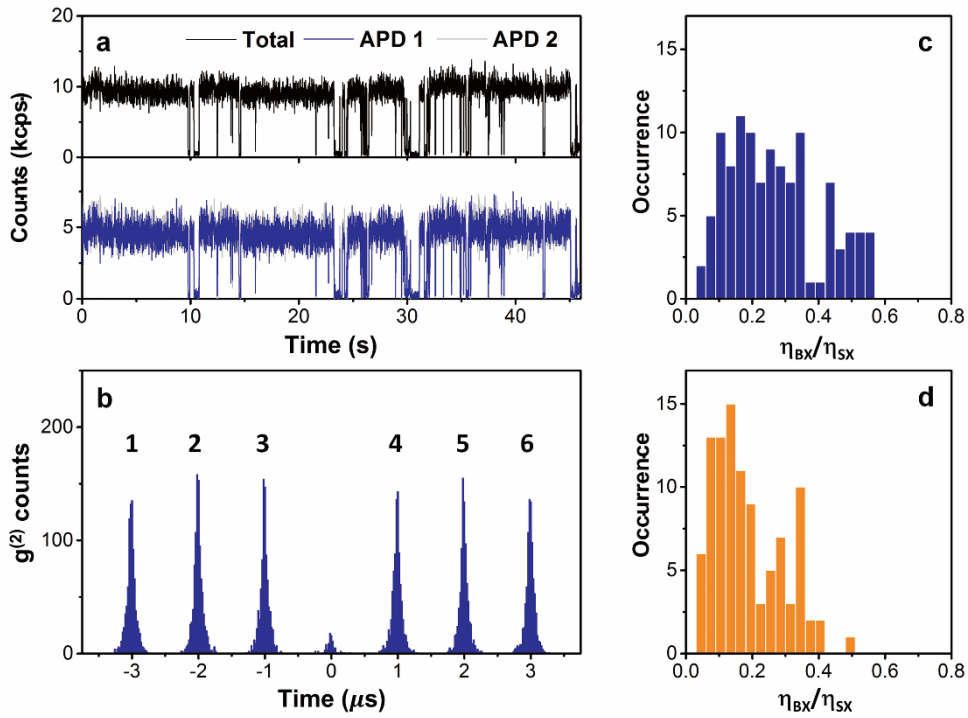 a
Total APD 1 APD 2
20
10
0
5
0
Counts (kcps)
0 10 20 30 40
Time (s)
b
1 2 3 4 5 6
200
100
0
g(2) counts
-3 -2 -1 0 1 2 3
Time (μs)
c
15
10
5
0
Occurrence
0.0 0.2 0.4 0.6 0.8
ηBX/ηSX
d
15
10
5
0
Occurrence
0.0 0.2 0.4 0.6 0.8
ηBX/ηSX